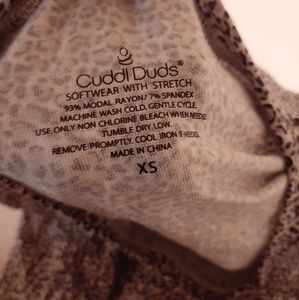 Cuddl Duds®
SOFTWEAR WITH STRETCH
93% MODAL RAYON/ 7% SPANDEX
MACHINE WASH COLD, GENTLE CYCLE
USE ONLY NON CHLORINE BLEACH WHEN NEEDED
TUMBLE DRY LOW.
REMOVE PROMPTLY. COOL IRON IF NEEDED.
MADE IN CHINA
XS